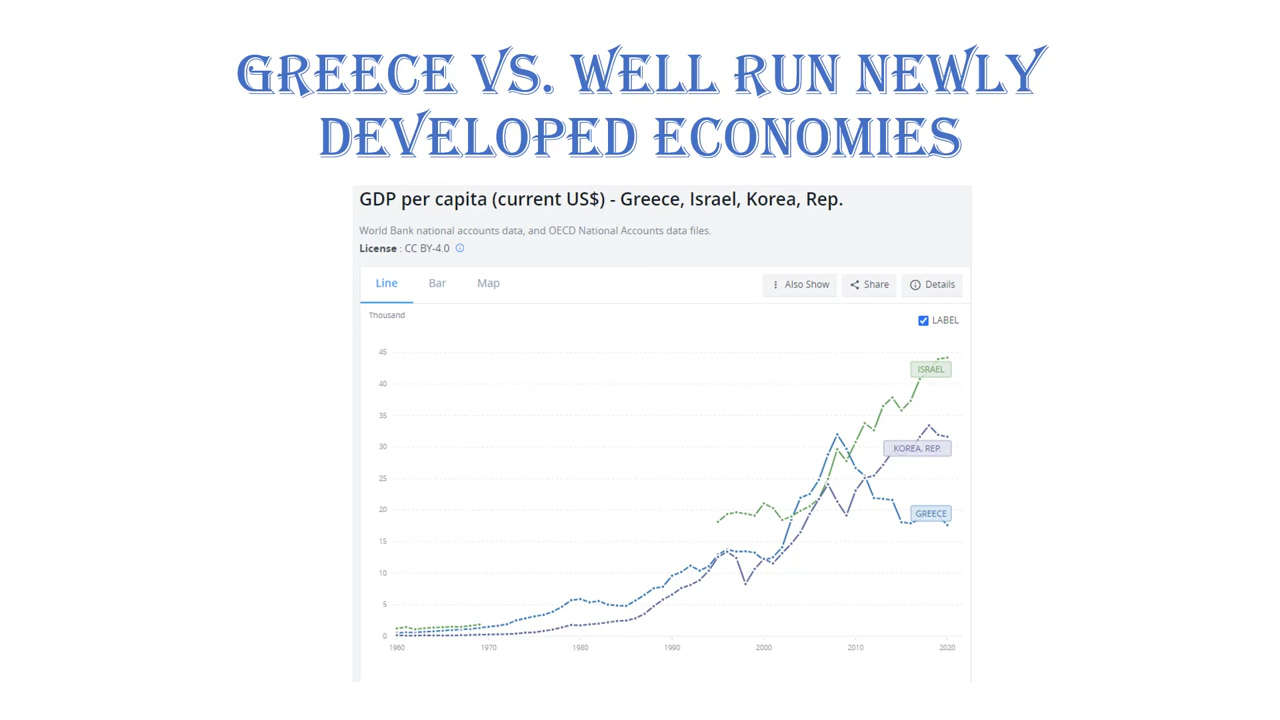 GREECE VS. WELL RUN NEWLY
DEVELOPED ECONOMIES
GDP per capita (current US$) - Greece, Israel, Korea, Rep.
World Bank national accounts data, and OECD National Accounts data files.
License : CC BY-4.0
Line Bar Map Also Show Share Details
Thousand
LABEL
45
ISRAEL
40
35
30
KOREA, REP.
25
20
GREECE
15
10
5
0
1960 1970 1980 1990 2000 2010 2020